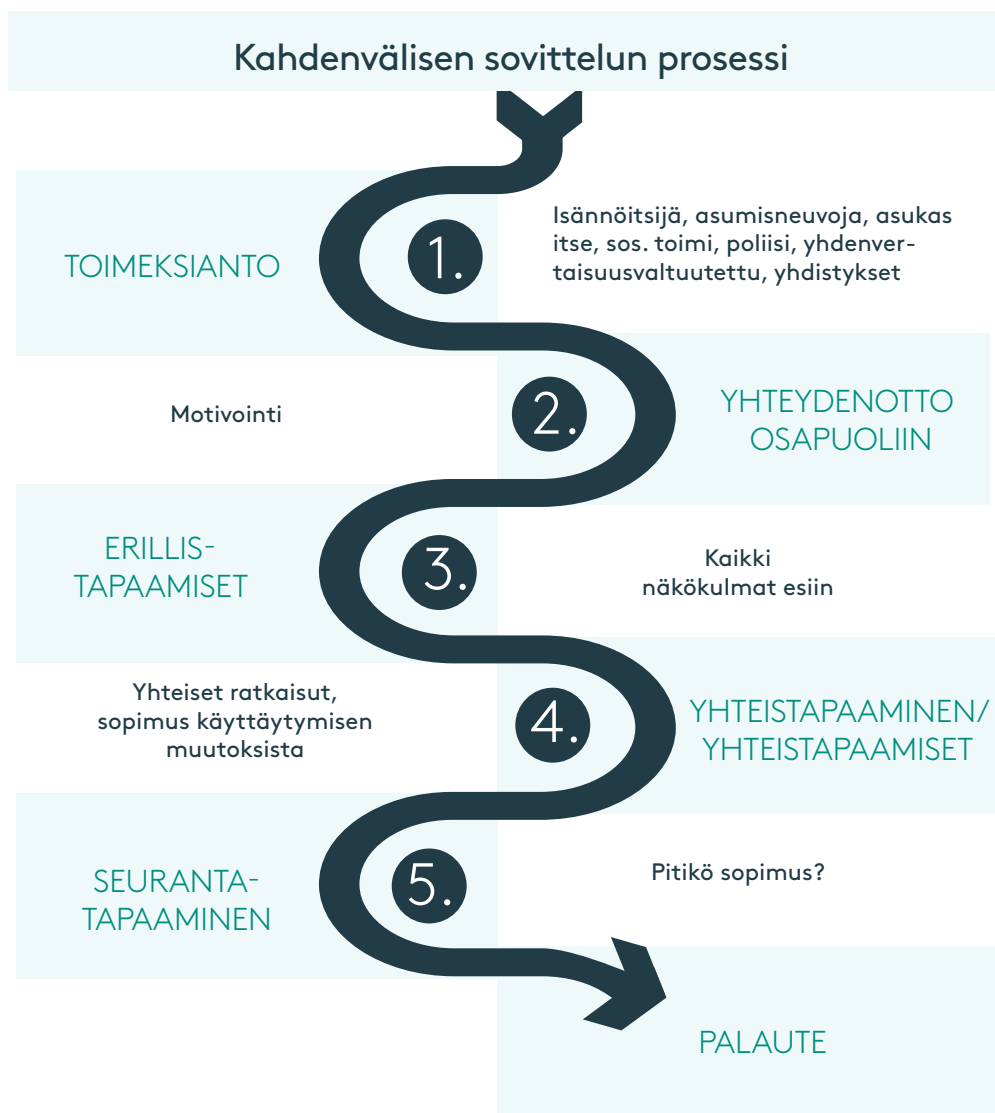 Kahdenvälisen sovittelun prosessi
TOIMEKSIANTO
1.
Isännöitsijä, asumisneuvoja, asukas
itse, sos. toimi, poliisi, yhdenver-
taisuusvaltuutettu, yhdistykset
Motivointi
2.
YHTEYDENOTTO
OSAPUOLIIN
ERILLIS-
TAPAAMISET
3.
Kaikki
näkökulmat esiin
Yhteiset ratkaisut,
sopimus käyttäytymisen
muutoksista
4.
YHTEISTAPAAMINEN/
YHTEISTAPAAMISET
SEURANTA-
TAPAAMINEN
5.
Pitikö sopimus?
PALAUTE